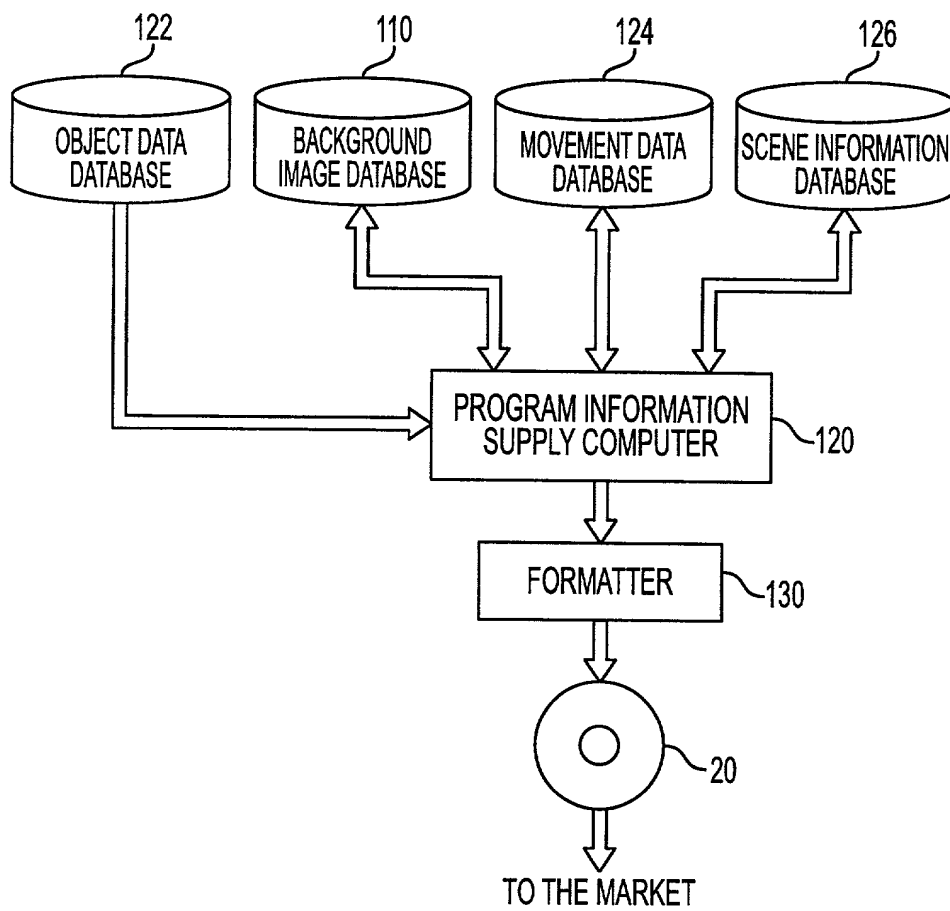 122
110
124
126
OBJECT DATA
DATABASE
BACKGROUND
IMAGE DATABASE
MOVEMENT DATA
DATABASE
SCENE INFORMATION
DATABASE
PROGRAM INFORMATION
SUPPLY COMPUTER
120
FORMATTER
130
20
TO THE MARKET